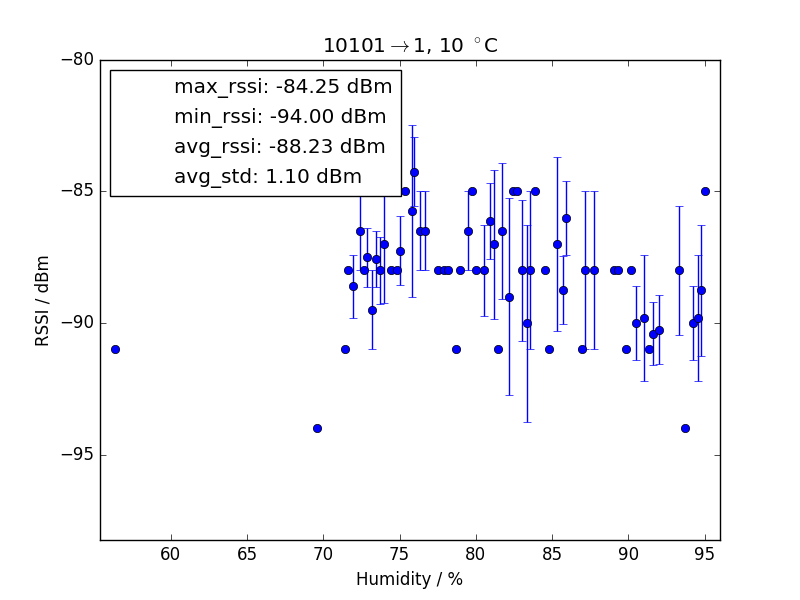 10101→1, 10 °C
max_rssi: -84.25 dBm
min_rssi: -94.00 dBm
avg_rssi: -88.23 dBm
avg_std: 1.10 dBm
−80
−85
−90
−95
RSSI / dBm
60 65 70 75 80 85 90 95
Humidity / %